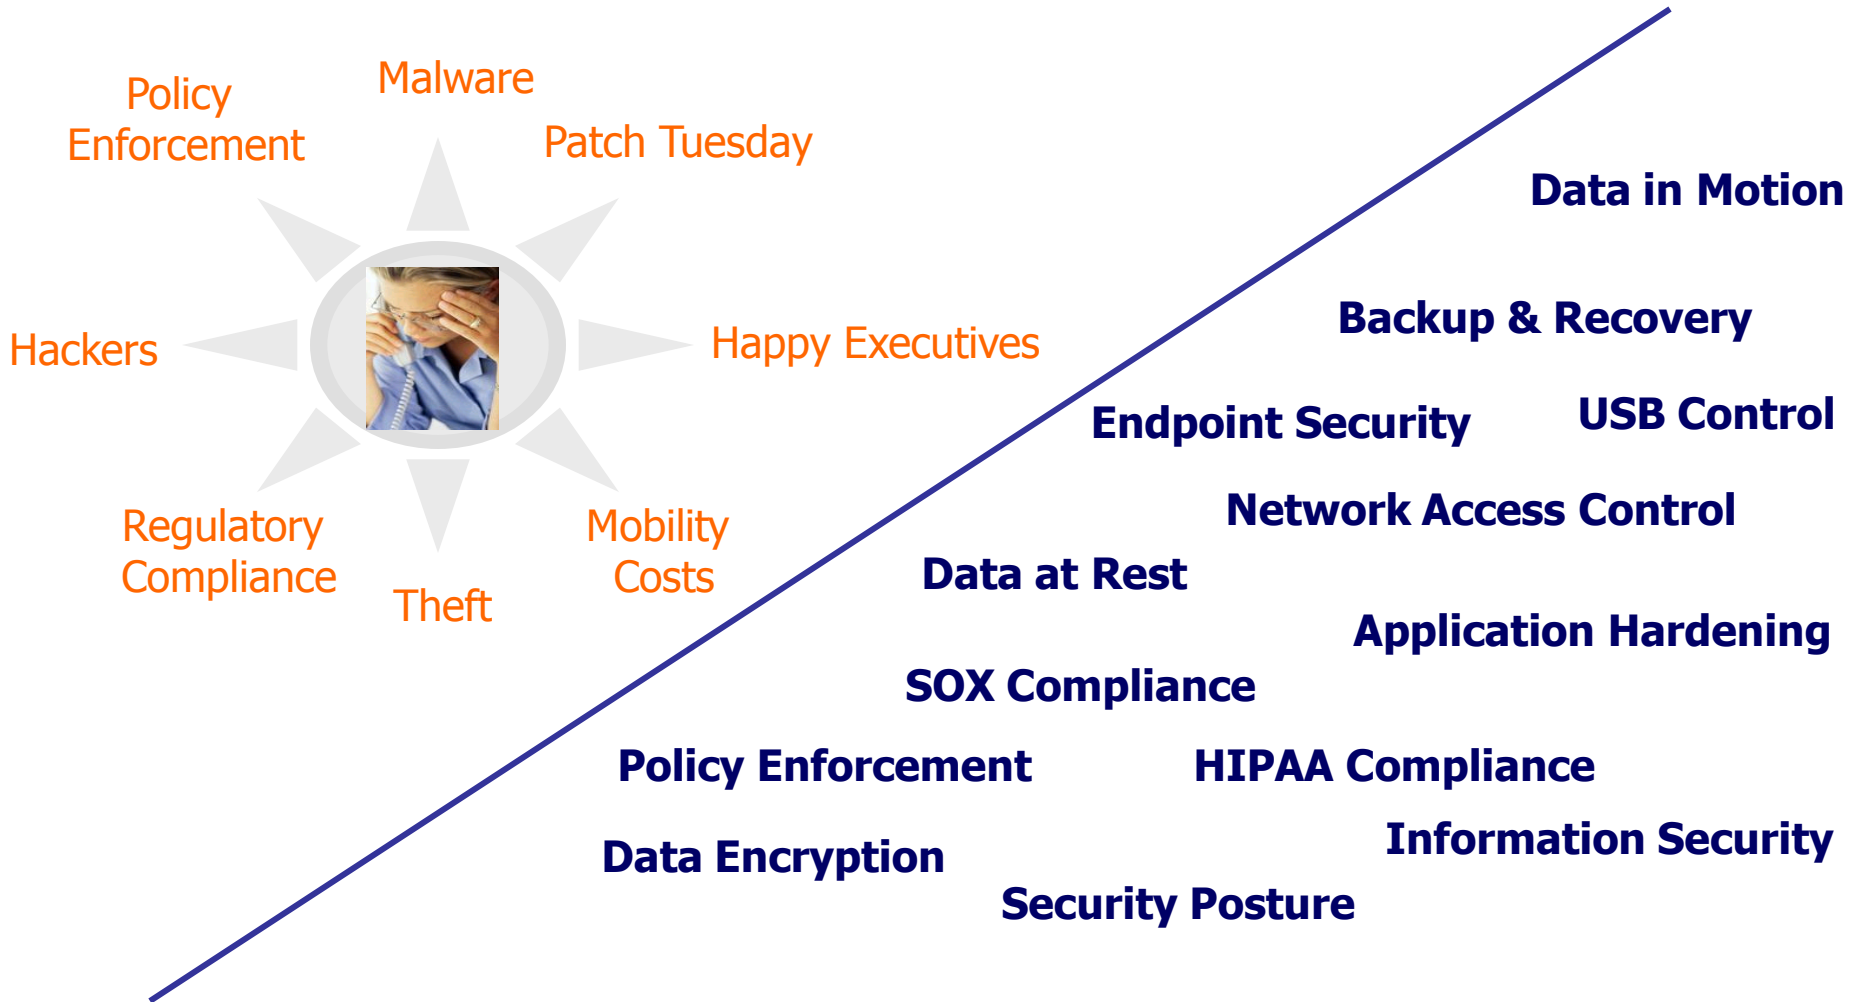 Malware
Policy
Enforcement
Patch Tuesday
Hackers
Happy Executives
Regulatory
Compliance
Mobility
Costs
Theft
Data in Motion
Backup & Recovery
Endpoint Security
USB Control
Network Access Control
Data at Rest
Application Hardening
SOX Compliance
Policy Enforcement
HIPAA Compliance
Information Security
Data Encryption
Security Posture